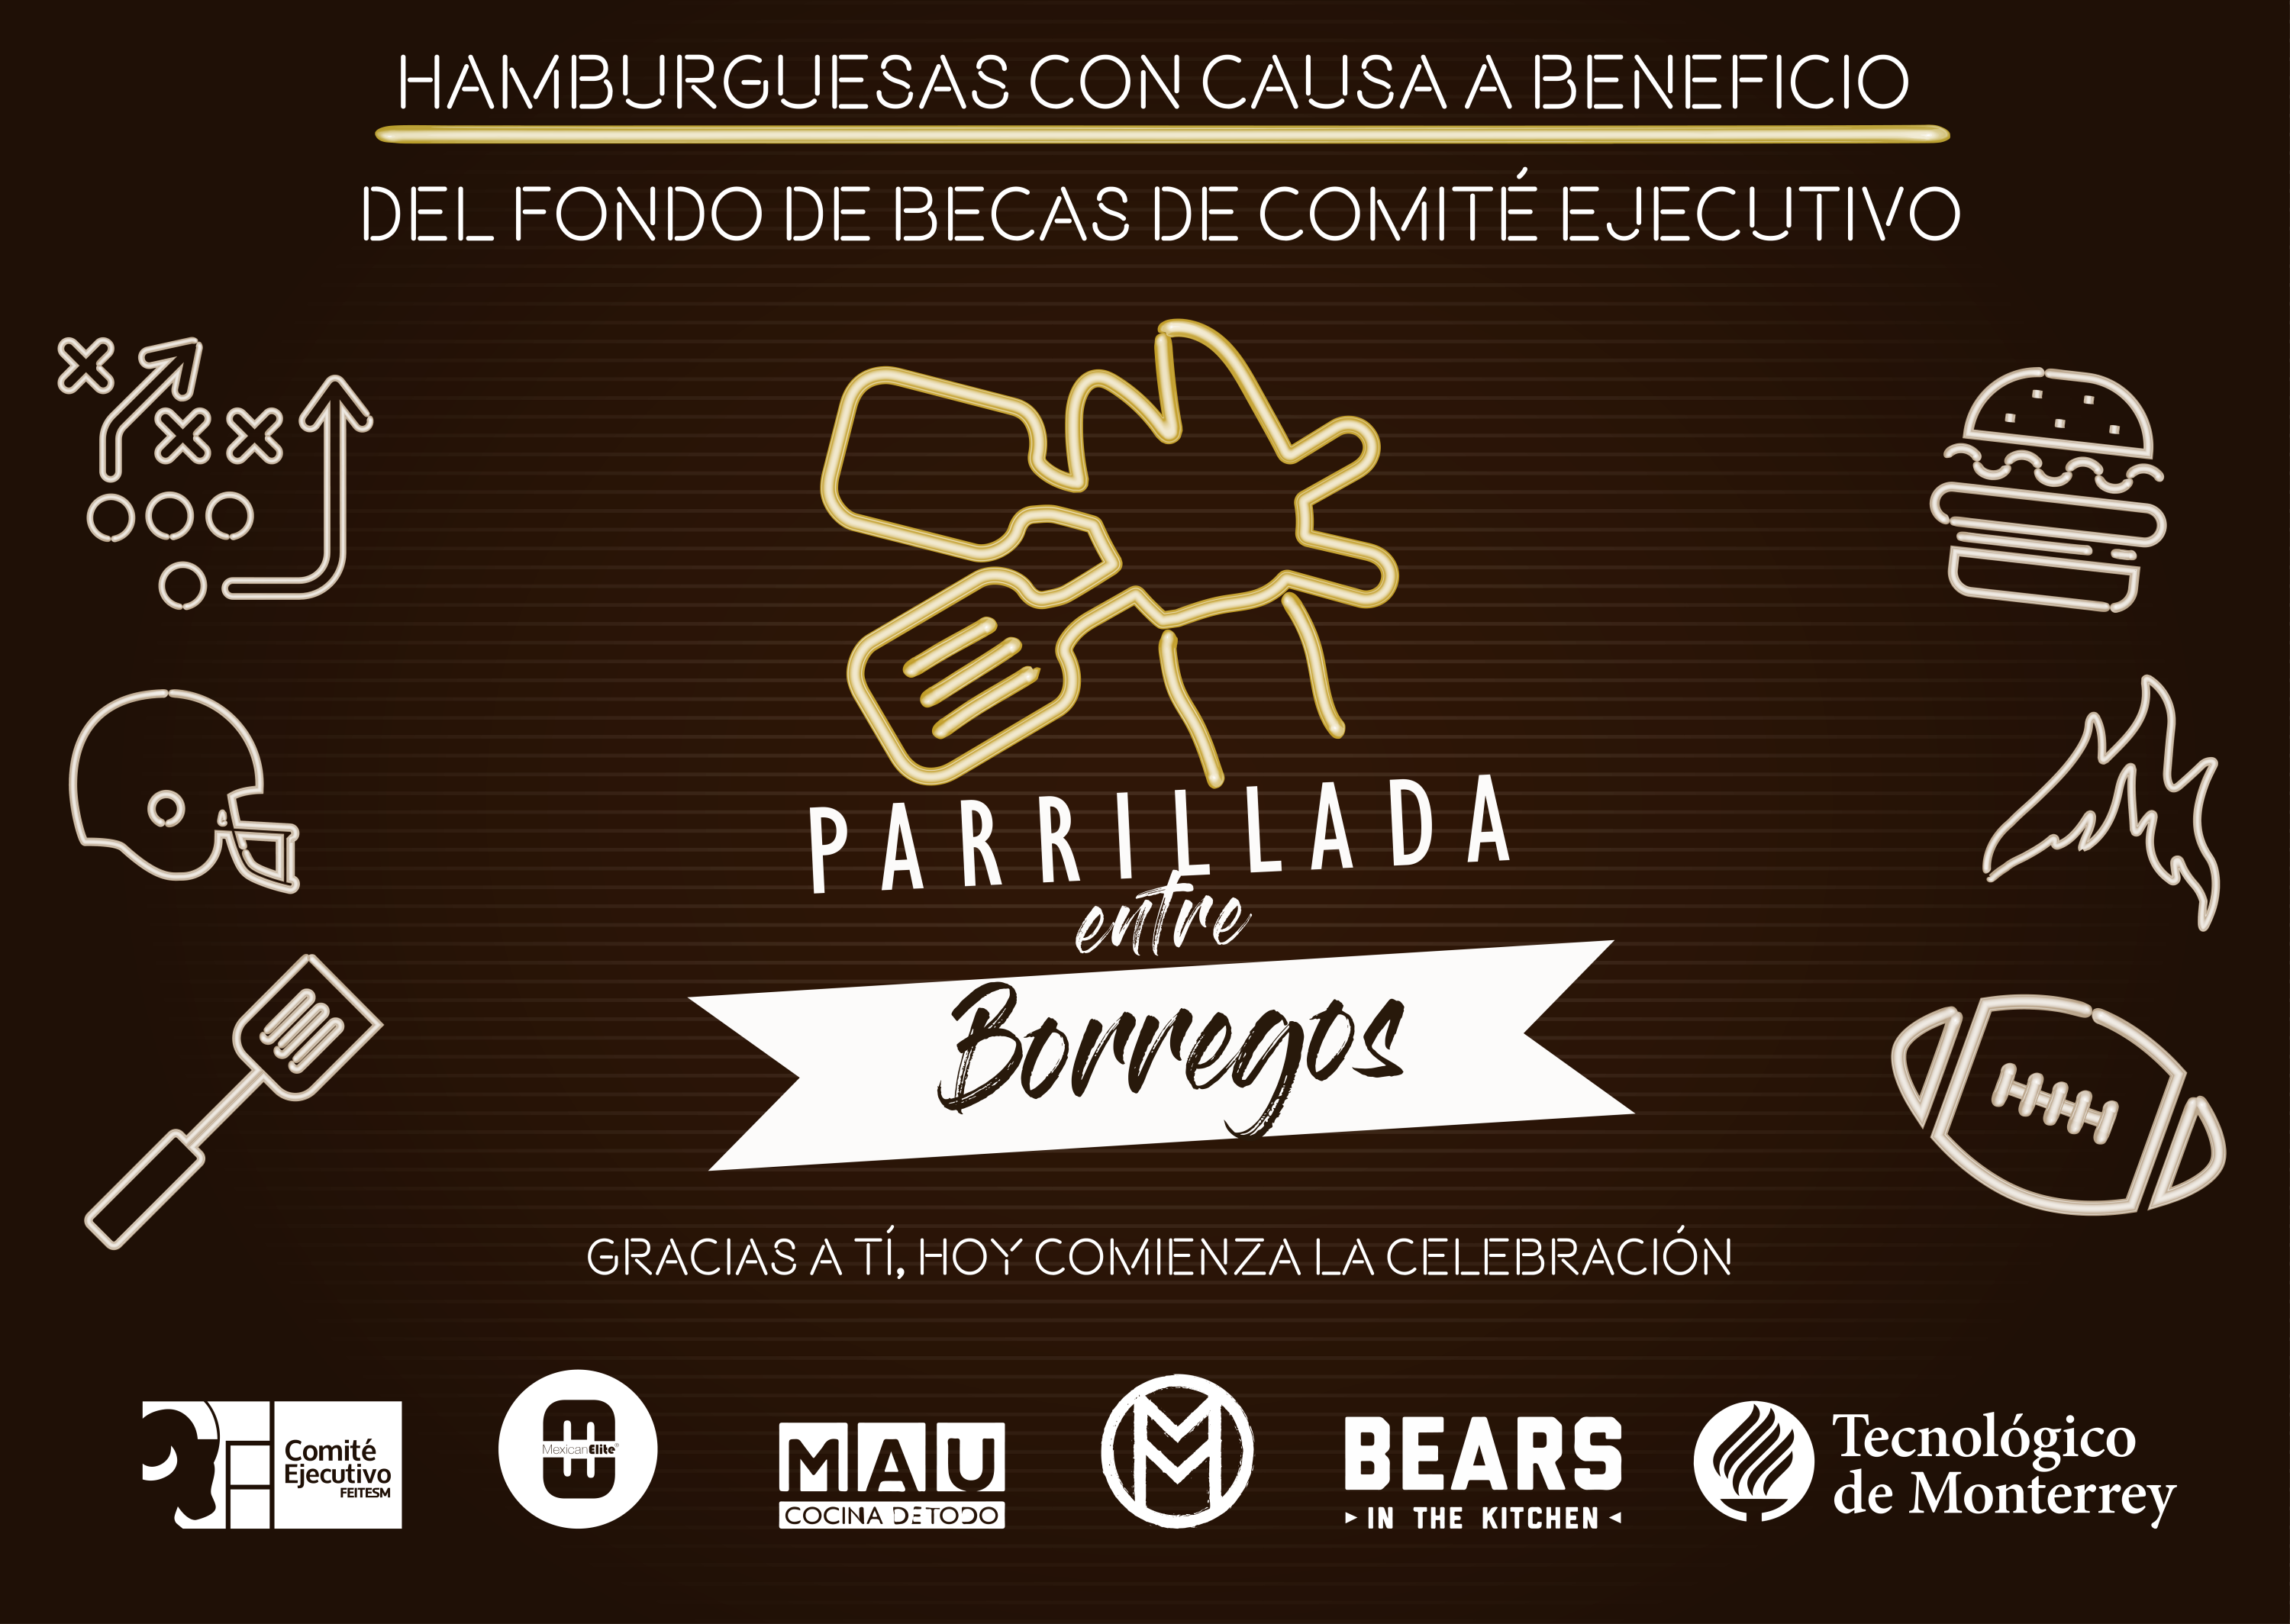 HAMBURGUESAS CON CAUSA A BENEFICIO
DEL FONDO DE BECAS DE COMITÉ EJECUTIVO
PARRILLADA
entre
Borregos
GRACIAS A TÍ, HOY COMIENZA LA CELEBRACIÓN
Comité
Ejecutivo
FEITESM
MexicanElite®
MAU
COCINA DE TODO
BEARS
IN THE KITCHEN
Tecnológico
de Monterrey